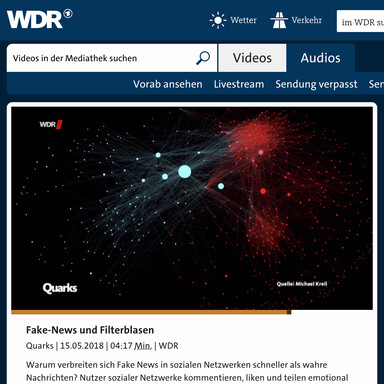 WDR
Wetter
Verkehr
im WDR su
Videos in der Mediathek suchen
Videos
Audios
Vorab ansehen Livestream Sendung verpasst Sen
WDR
Quarks
Quelle: Michael Kreil
Fake-News und Filterblasen
Quarks | 15.05.2018 | 04:17 Min. | WDR
Warum verbreiten sich Fake News in sozialen Netzwerken schneller als wahre
Nachrichten? Nutzer sozialer Netzwerke kommentieren, liken und teilen emotional